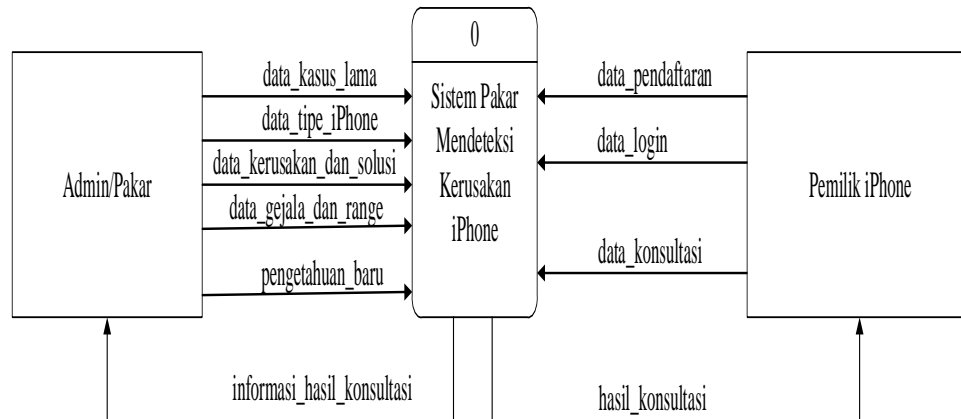 0
data_kasus_lama
data_tipe_iPhone
data_kerusakan_dan_solusi
data_gejala_dan_range
pengetahuan_baru
Admin/Pakar
Sistem Pakar
Mendeteksi
Kerusakan
iPhone
data_pendaftaran
data_login
data_konsultasi
Pemilik iPhone
informasi_hasil_konsultasi
hasil_konsultasi